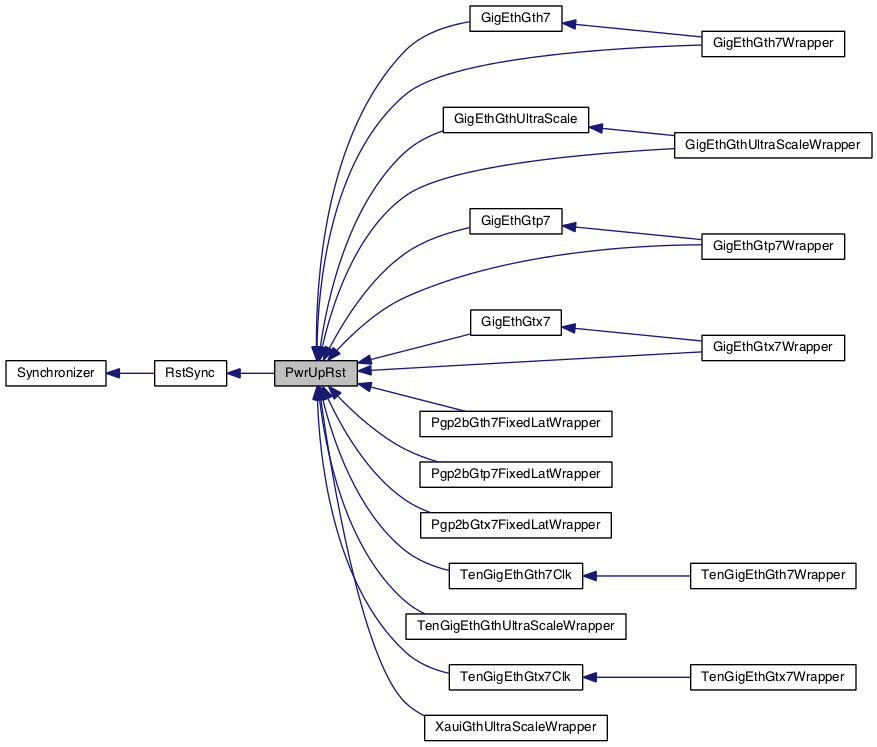 GigEthGth7
GigEthGth7Wrapper
GigEthGthUltraScale
GigEthGthUltraScaleWrapper
GigEthGtp7
GigEthGtp7Wrapper
GigEthGtx7
GigEthGtx7Wrapper
Synchronizer
RstSync
PwrUpRst
Pgp2bGth7FixedLatWrapper
Pgp2bGtp7FixedLatWrapper
Pgp2bGtx7FixedLatWrapper
TenGigEthGth7Clk
TenGigEthGth7Wrapper
TenGigEthGthUltraScaleWrapper
TenGigEthGtx7Clk
TenGigEthGtx7Wrapper
XauiGthUltraScaleWrapper